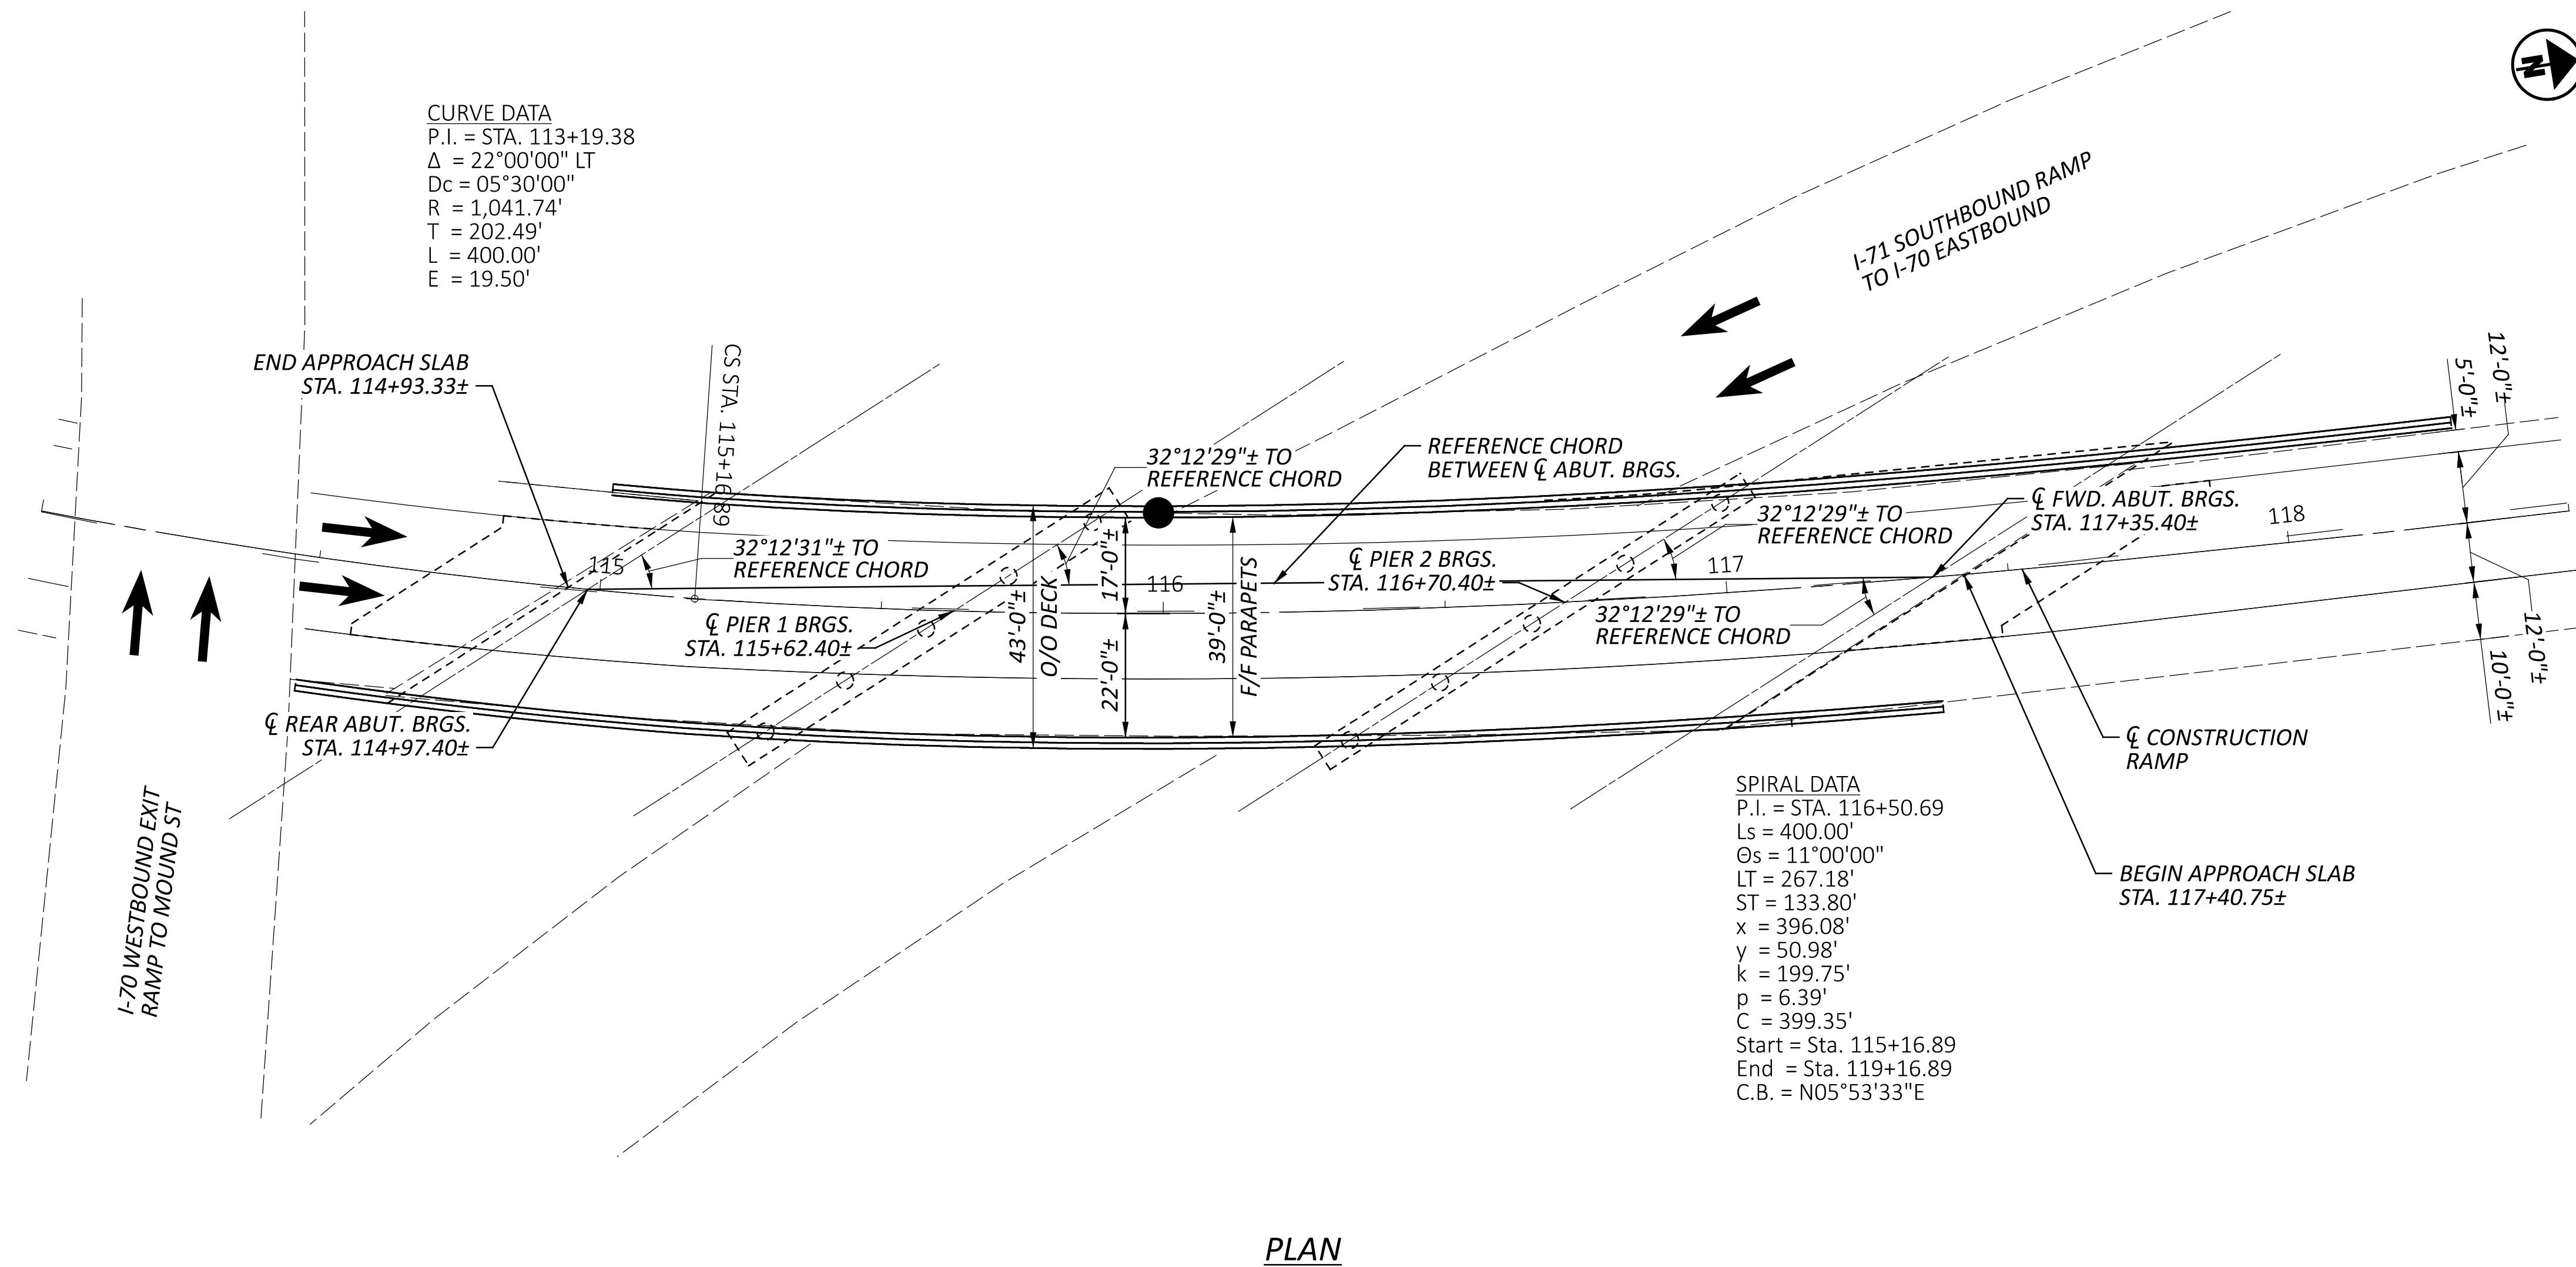 N
CURVE DATA
P.I. = STA. 113+19.38
Δ = 22°00'00" LT
Dc = 05°30'00"
R = 1,041.74'
T = 202.49'
L = 400.00'
E = 19.50'
I-71 SOUTHBOUND RAMP
TO I-70 EASTBOUND
END APPROACH SLAB
STA. 114+93.33±
CS STA. 115+16.89
32°12'29"± TO
REFERENCE CHORD
REFERENCE CHORD
BETWEEN ℄ ABUT. BRGS.
12'-0"±
5'-0"±
℄ FWD. ABUT. BRGS.
STA. 117+35.40±
118
32°12'29"± TO
REFERENCE CHORD
115
32°12'31"± TO
REFERENCE CHORD
℄ PIER 2 BRGS.
STA. 116+70.40±
117
116
17'-0"±
43'-0"±
O/O DECK
39'-0"±
F/F PARAPETS
22'-0"±
℄ PIER 1 BRGS.
STA. 115+62.40±
32°12'29"± TO
REFERENCE CHORD
12'-0"±
10'-0"±
℄ REAR ABUT. BRGS.
STA. 114+97.40±
℄ CONSTRUCTION
RAMP
I-70 WESTBOUND EXIT
RAMP TO MOUND ST
SPIRAL DATA
P.I. = STA. 116+50.69
Ls = 400.00'
Θs = 11°00'00"
LT = 267.18'
ST = 133.80'
x = 396.08'
y = 50.98'
k = 199.75'
p = 6.39'
C = 399.35'
Start = Sta. 115+16.89
End = Sta. 119+16.89
C.B. = N05°53'33"E
BEGIN APPROACH SLAB
STA. 117+40.75±
PLAN